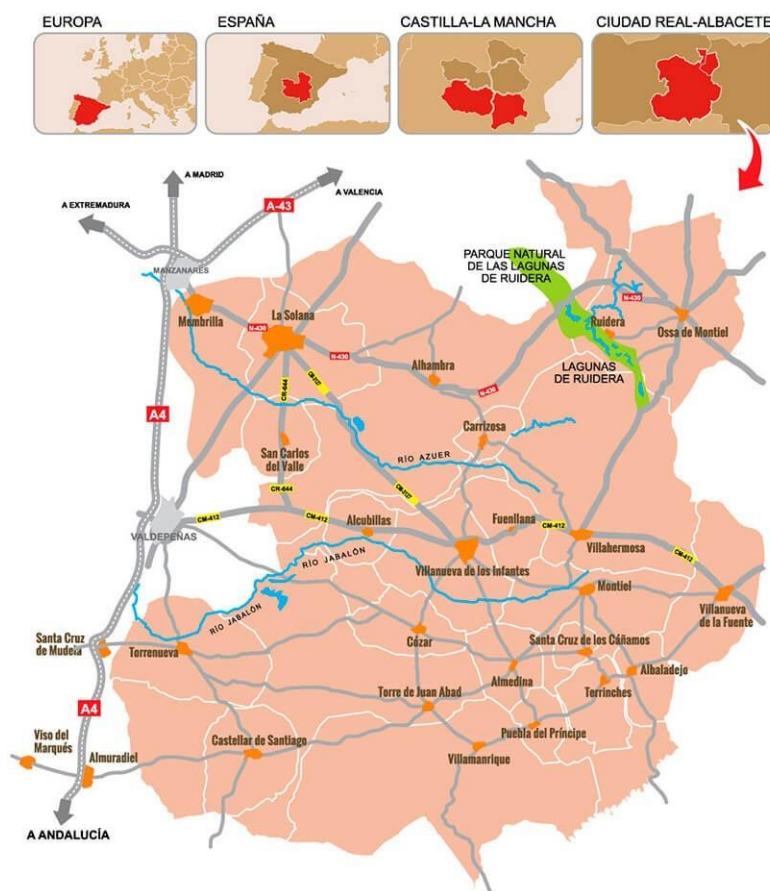 EUROPA
ESPAÑA
CASTILLA-LA MANCHA
CIUDAD REAL-ALBACETE
A MADRID
A EXTREMADURA
A VALENCIA
A-43
MANZANARES
PARQUE NATURAL
DE LAS LAGUNAS
DE RUIDERA
Membrilla
La Solana
N-430
N-430
N-430
N-430
Ruidera
Ossa de Montiel
Alhambra
LAGUNAS
DE RUIDERA
CR-644
CM-3127
A4
Carrizosa
San Carlos
del Valle
RÍO AZUER
CR-644
CM-3127
CM-412
CM-412
Alcubillas
Fuenllana
CM-412
VALDEPEÑAS
Villahermosa
CM-412
RÍO JABALÓN
Villanueva de los Infantes
Montiel
Villanueva
de la Fuente
RÍO JABALÓN
Santa Cruz
de Mudela
Torrenueva
Cózar
Santa Cruz de los Cáñamos
Almedina
Albaladejo
Terrinches
Torre de Juan Abad
A4
Viso del
Marqués
Almuradiel
Castellar de Santiago
Puebla del Príncipe
Villamanrique
A ANDALUCÍA